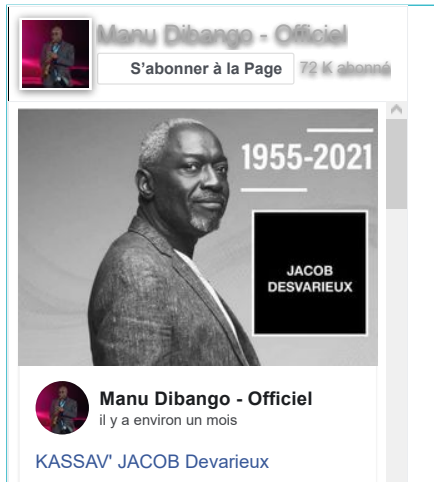 Manu Dibango - Officiel
S'abonner à la Page
72 K abonné
1955-2021
JACOB
DESVARIEUX
Manu Dibango - Officiel
il y a environ un mois
KASSAV' JACOB Devarieux